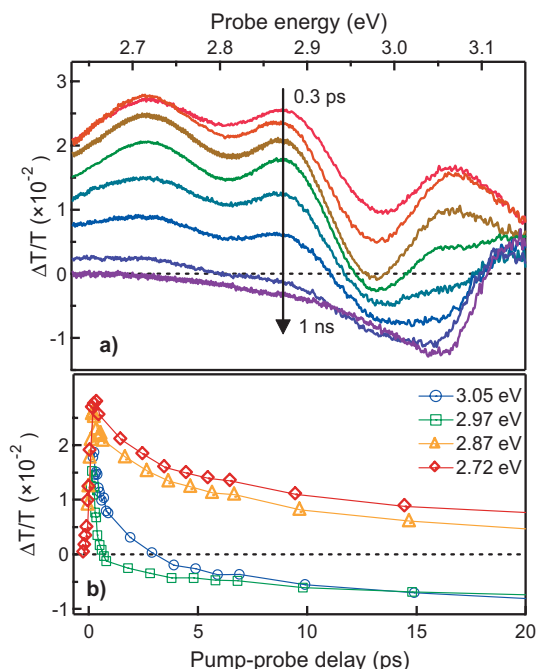 Probe energy (eV)
2.7 2.8 2.9 3.0 3.1
3
2
1
0
-1
ΔT/T (×10⁻²)
0.3 ps
1 ns
a)
3.05 eV
2.97 eV
2.87 eV
2.72 eV
2
1
0
-1
ΔT/T (×10⁻²)
b)
0 5 10 15 20
Pump-probe delay (ps)